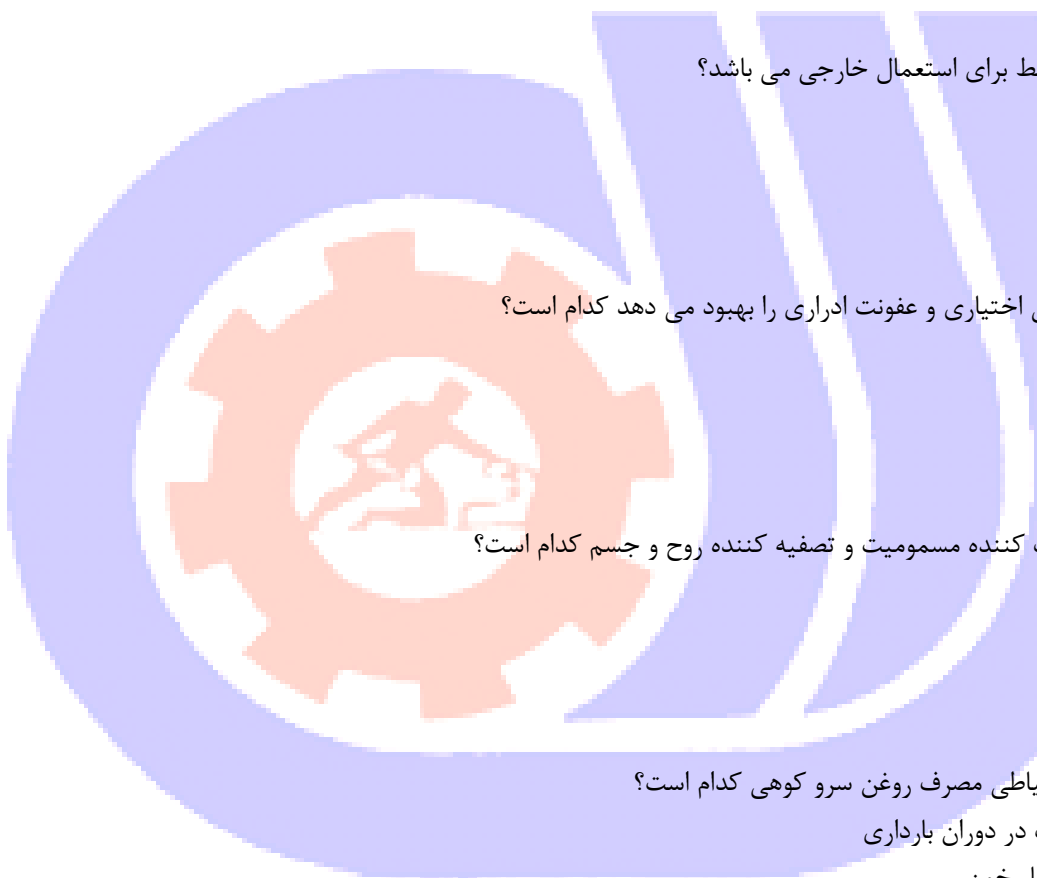 برای استعمال خارجی می باشد؟
اختیاری و عفونت ادراری را بهبود می دهد کدام است؟
کننده مسمومیت و تصفیه کننده روح و جسم کدام است؟
مصرف روغن سرو کوهی کدام است؟
در دوران بارداری